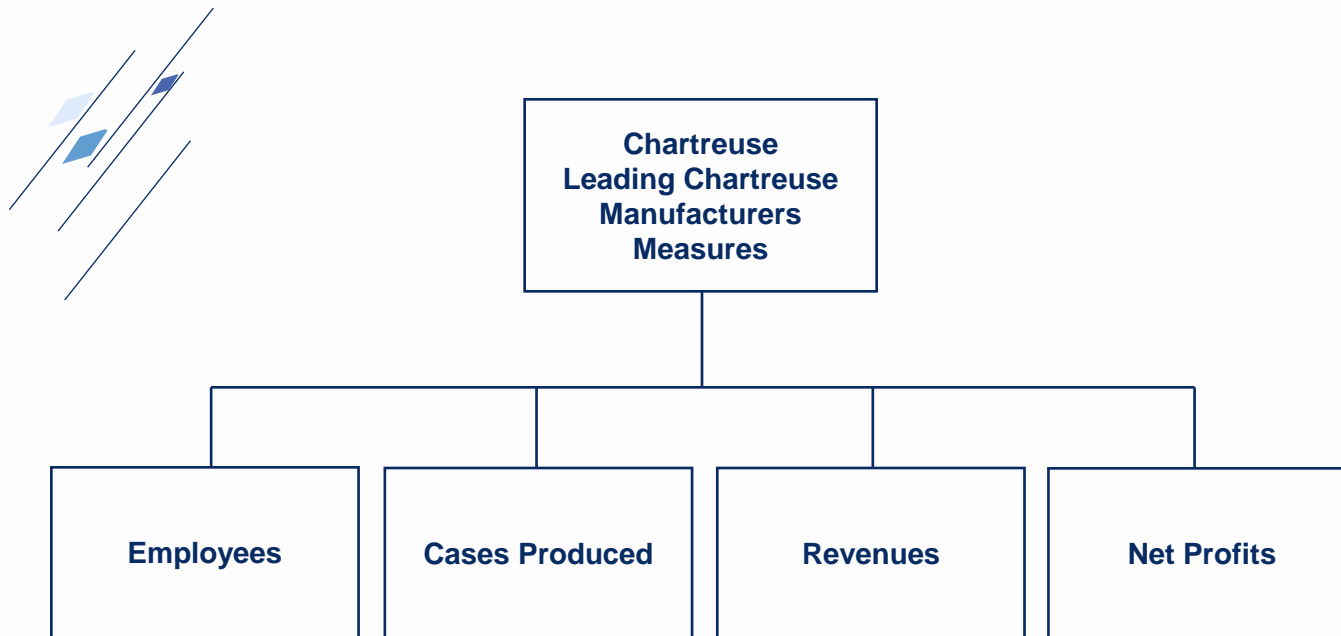 Chartreuse
Leading Chartreuse
Manufacturers
Measures
Employees
Cases Produced
Revenues
Net Profits